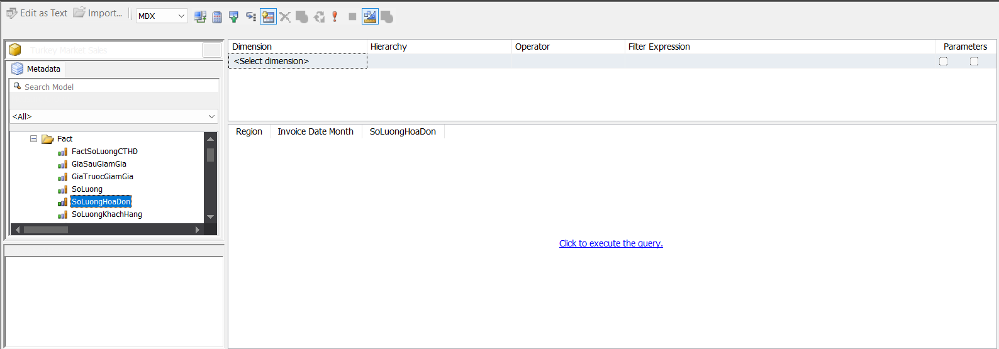 Edit as Text Import... MDX
Turkey Market Sales
Metadata
Search Model
<All>
Fact
FactSoLuongCTHD
GiaSauGiamGia
GiaTruocGiamGia
SoLuong
SoLuongHoaDon
SoLuongKhachHang
Dimension Hierarchy Operator Filter Expression Parameters
<Select dimension>
Region Invoice Date Month SoLuongHoaDon
Click to execute the query.